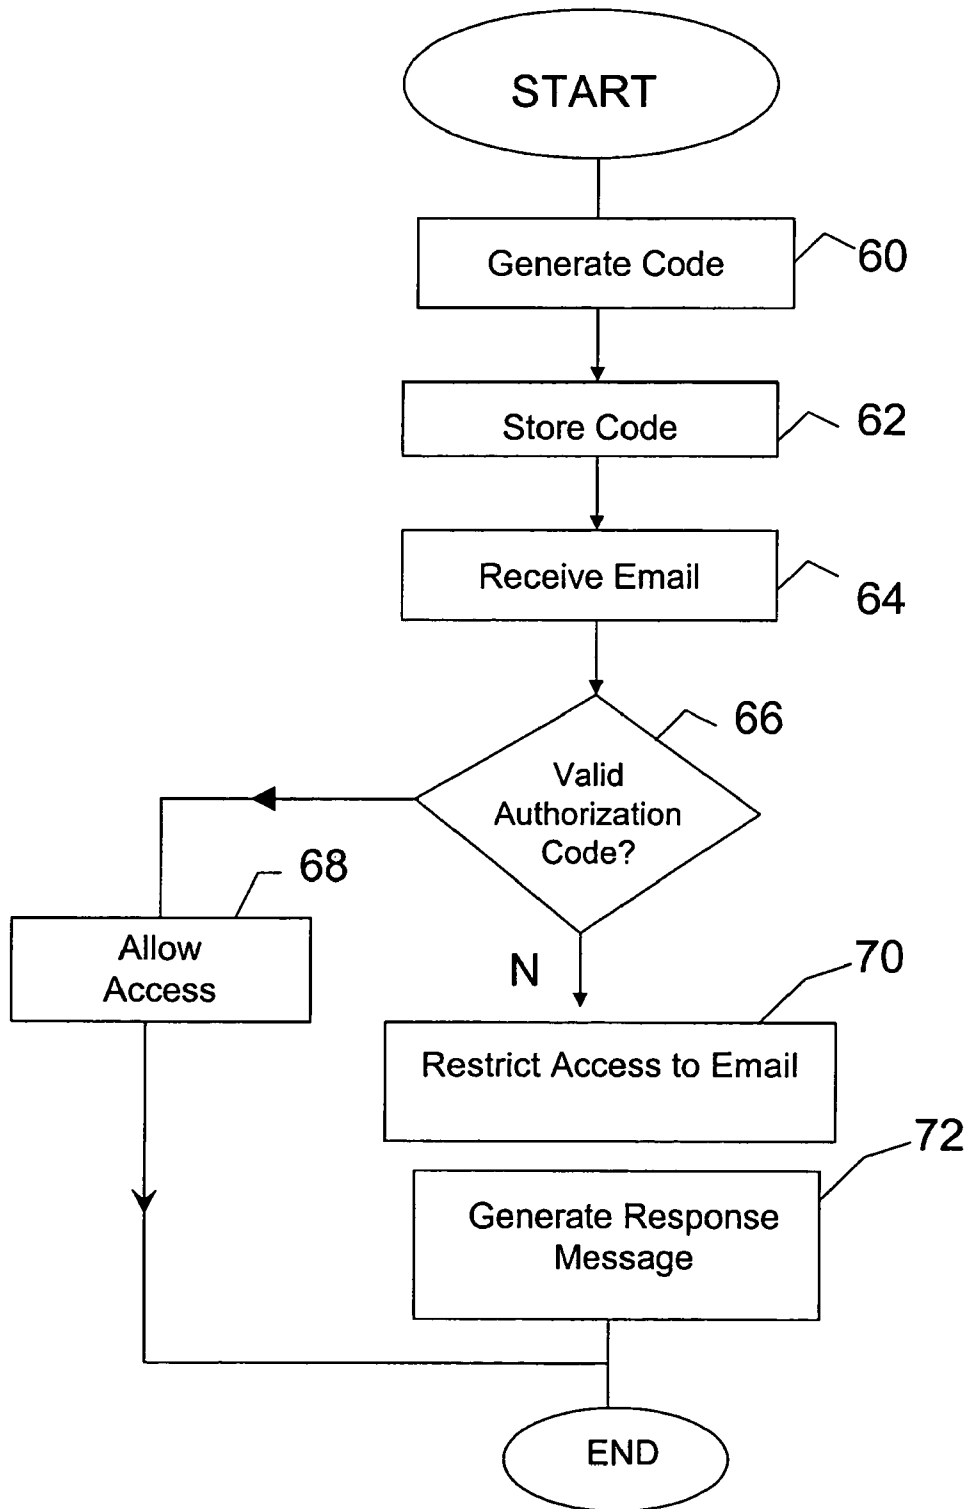 START
Generate Code
60
Store Code
62
Receive Email
64
66
Valid
Authorization
Code?
68
Allow
Access
N
70
Restrict Access to Email
72
Generate Response
Message
END